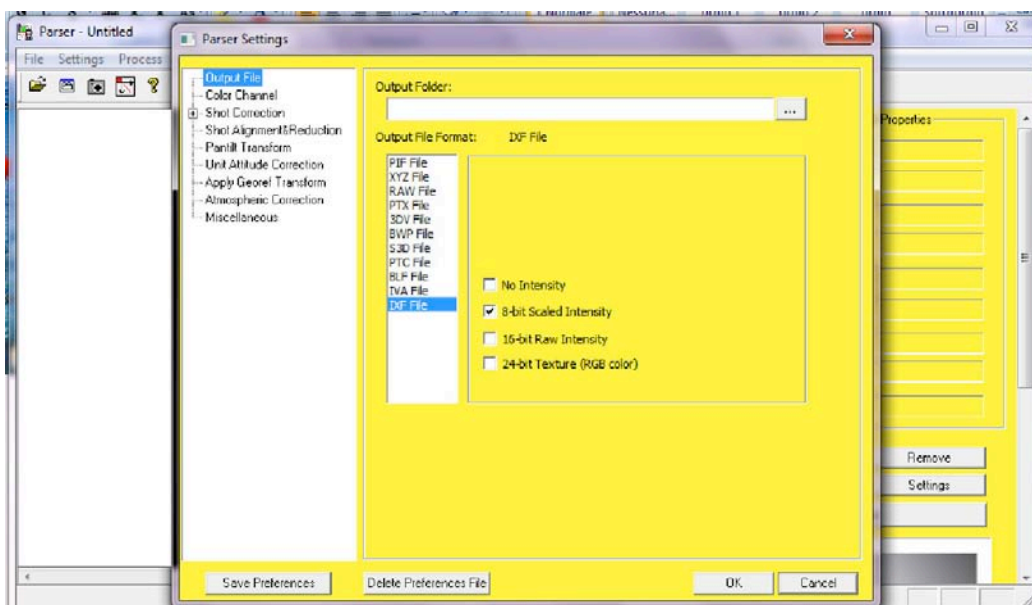 Parser - Untitled
File Settings Process
Parser Settings
Output File
Color Channel
Shot Correction
Shot Alignment&Reduction
Pantilt Transform
Unit Attitude Correction
Apply Georef Transform
Atmospheric Correction
Miscellaneous
Output Folder:
...
Output File Format: IXF File
PIF File
XYZ File
RAW File
PTX File
3DV File
BWP File
S3D File
PTC File
BLF File
IVA File
IXF File
No Intensity
8-bit Scaled Intensity
16-bit Raw Intensity
24-bit Texture (RGB color)
Properties
Remove
Settings
Save Preferences
Delete Preferences File
OK
Cancel